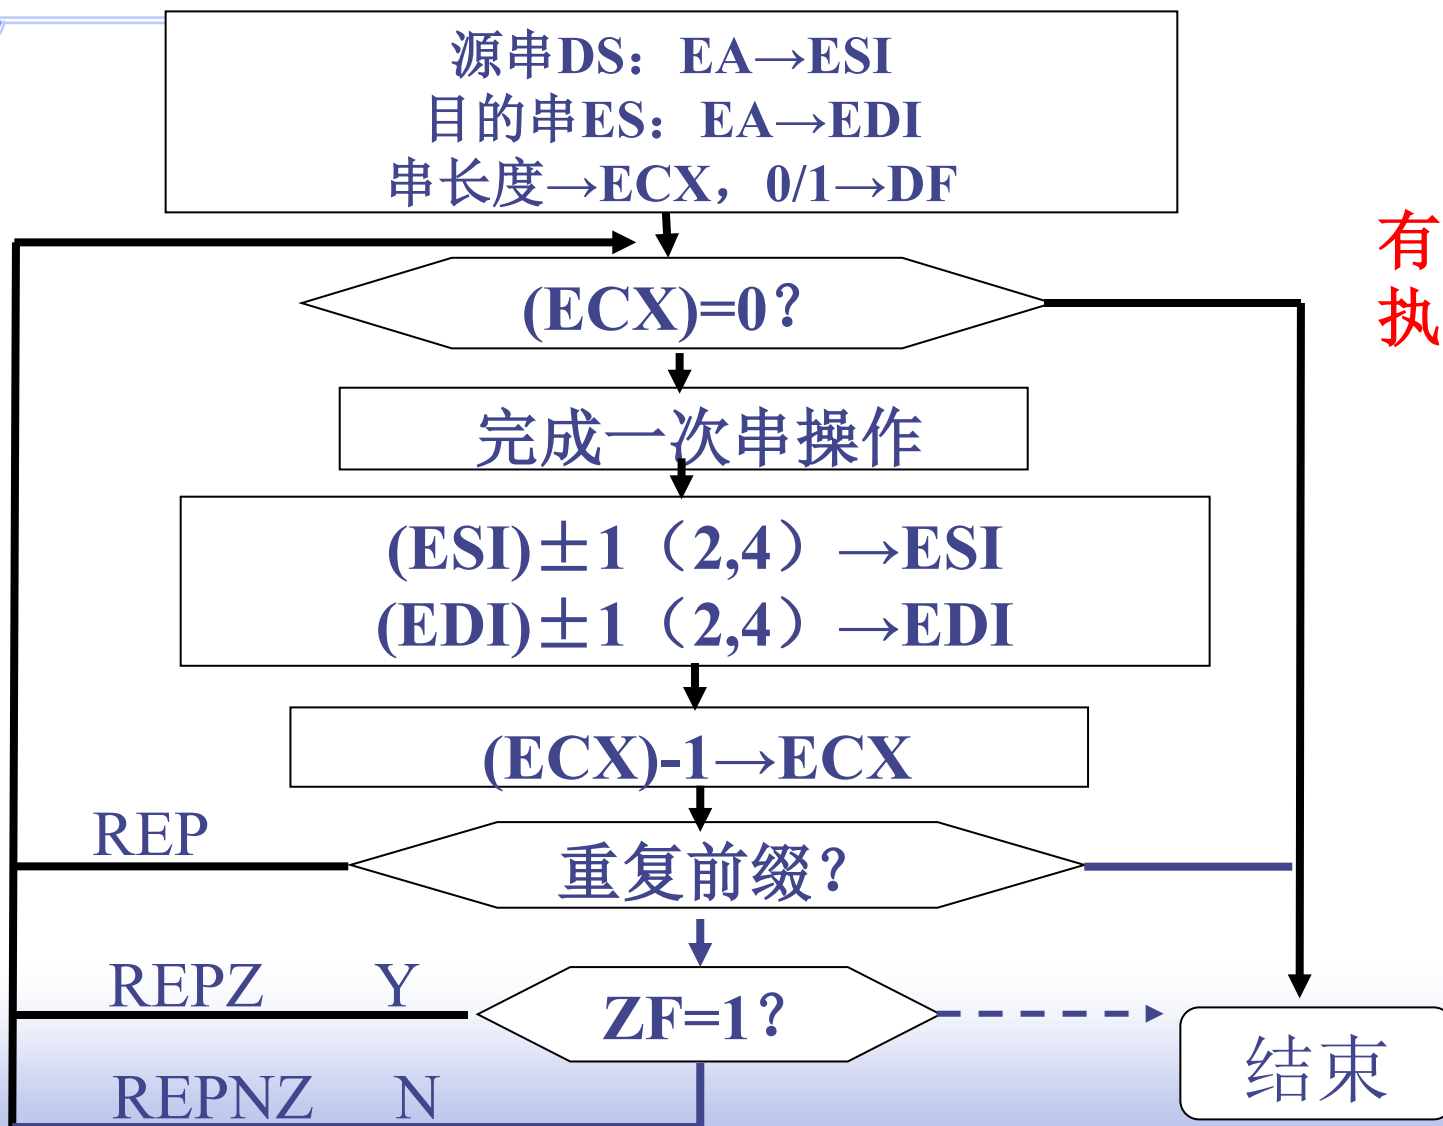 源串DS：EA→ESI
目的串ES：EA→EDI
串长度→ECX，0/1→DF
有
执
(ECX)=0？
完成一次串操作
(ESI)±1（2,4）→ESI
(EDI)±1（2,4）→EDI
(ECX)-1→ECX
REP
重复前缀？
REPZ Y
ZF=1？
结束
REPNZ N